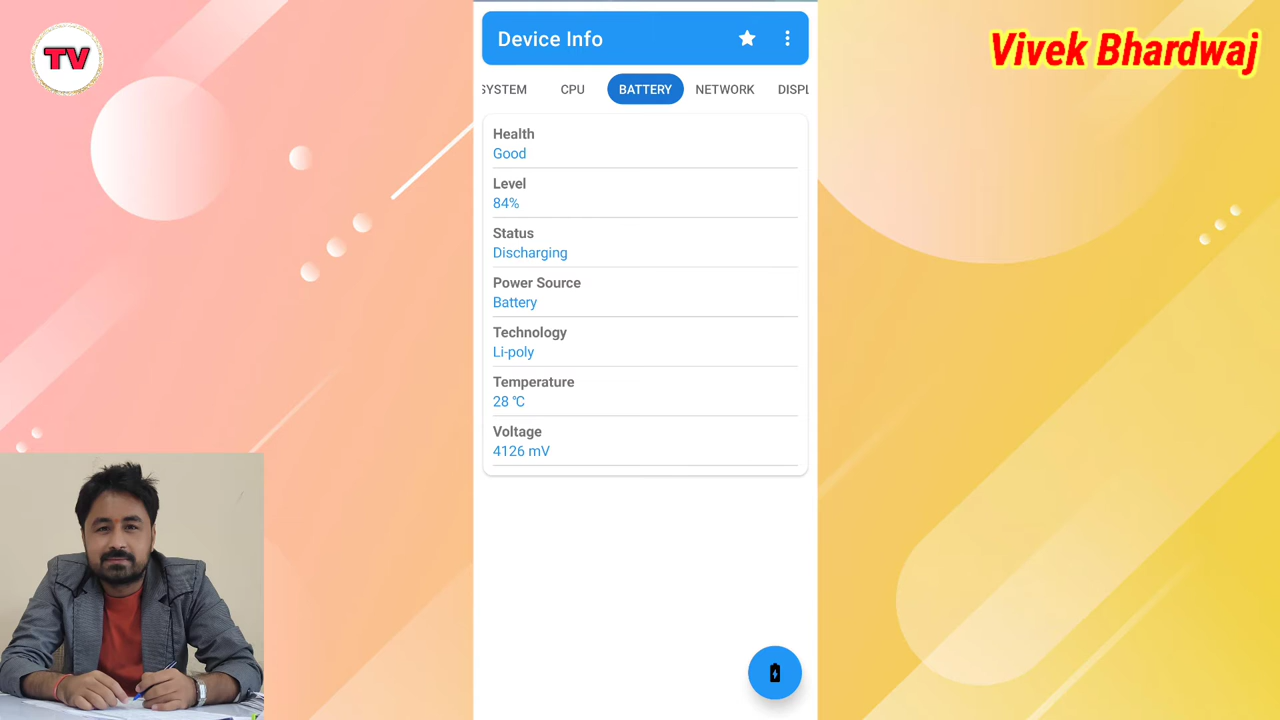 TV
Vivek Bhardwaj
Device Info
SYSTEM CPU BATTERY NETWORK DISPL
Health
Good
Level
84%
Status
Discharging
Power Source
Battery
Technology
Li-poly
Temperature
28 °C
Voltage
4126 mV